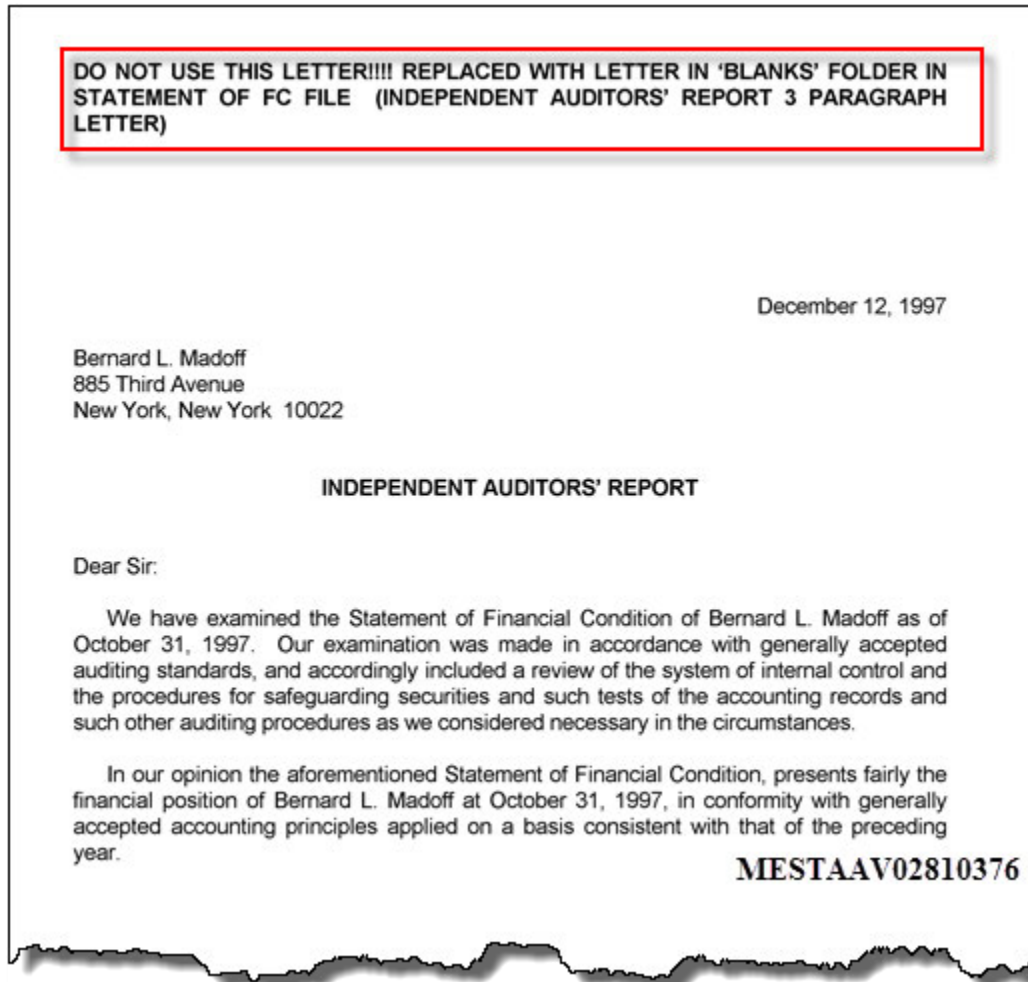 DO NOT USE THIS LETTER!!!! REPLACED WITH LETTER IN ‘BLANKS’ FOLDER IN
STATEMENT OF FC FILE (INDEPENDENT AUDITORS’ REPORT 3 PARAGRAPH
LETTER)
December 12, 1997
Bernard L. Madoff
885 Third Avenue
New York, New York 10022
INDEPENDENT AUDITORS’ REPORT
Dear Sir:
We have examined the Statement of Financial Condition of Bernard L. Madoff as of
October 31, 1997. Our examination was made in accordance with generally accepted
auditing standards, and accordingly included a review of the system of internal control and
the procedures for safeguarding securities and such tests of the accounting records and
such other auditing procedures as we considered necessary in the circumstances.
In our opinion the aforementioned Statement of Financial Condition, presents fairly the
financial position of Bernard L. Madoff at October 31, 1997, in conformity with generally
accepted accounting principles applied on a basis consistent with that of the preceding
year.
MESTAAV02810376